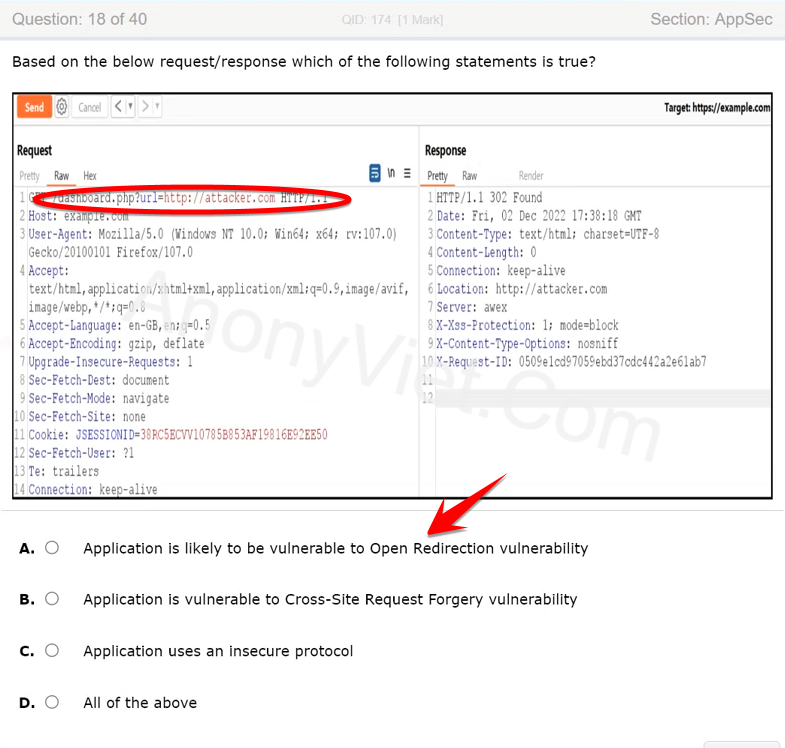 Question: 18 of 40
QID: 174 [1 Mark]
Section: AppSec
Based on the below request/response which of the following statements is true?
Send
Cancel
Target: https://example.com
Request
Pretty Raw Hex
\n
1 GET /dashboard.php?url=http://attacker.com HTTP/1.1
2 Host: example.com
3 User-Agent: Mozilla/5.0 (Windows NT 10.0; Win64; x64; rv:107.0)
Gecko/20100101 Firefox/107.0
4 Accept:
text/html,application/xhtml+xml,application/xml;q=0.9,image/avif,
image/webp,*/*;q=0.8
5 Accept-Language: en-GB,en;q=0.5
6 Accept-Encoding: gzip, deflate
7 Upgrade-Insecure-Requests: 1
8 Sec-Fetch-Dest: document
9 Sec-Fetch-Mode: navigate
10 Sec-Fetch-Site: none
11 Cookie: JSESSIONID=38RC5ECVV10785B853AF19816E92EE50
12 Sec-Fetch-User: ?1
13 Te: trailers
14 Connection: keep-alive
Response
Pretty Raw Render
1 HTTP/1.1 302 Found
2 Date: Fri, 02 Dec 2022 17:38:18 GMT
3 Content-Type: text/html; charset=UTF-8
4 Content-Length: 0
5 Connection: keep-alive
6 Location: http://attacker.com
7 Server: awex
8 X-Xss-Protection: 1; mode=block
9 X-Content-Type-Options: nosniff
10 X-Request-ID: 0509e1cd97059ebd37cdc442a2e61ab7
11
12
AnonyViet.Com
A. Application is likely to be vulnerable to Open Redirection vulnerability
B. Application is vulnerable to Cross-Site Request Forgery vulnerability
C. Application uses an insecure protocol
D. All of the above